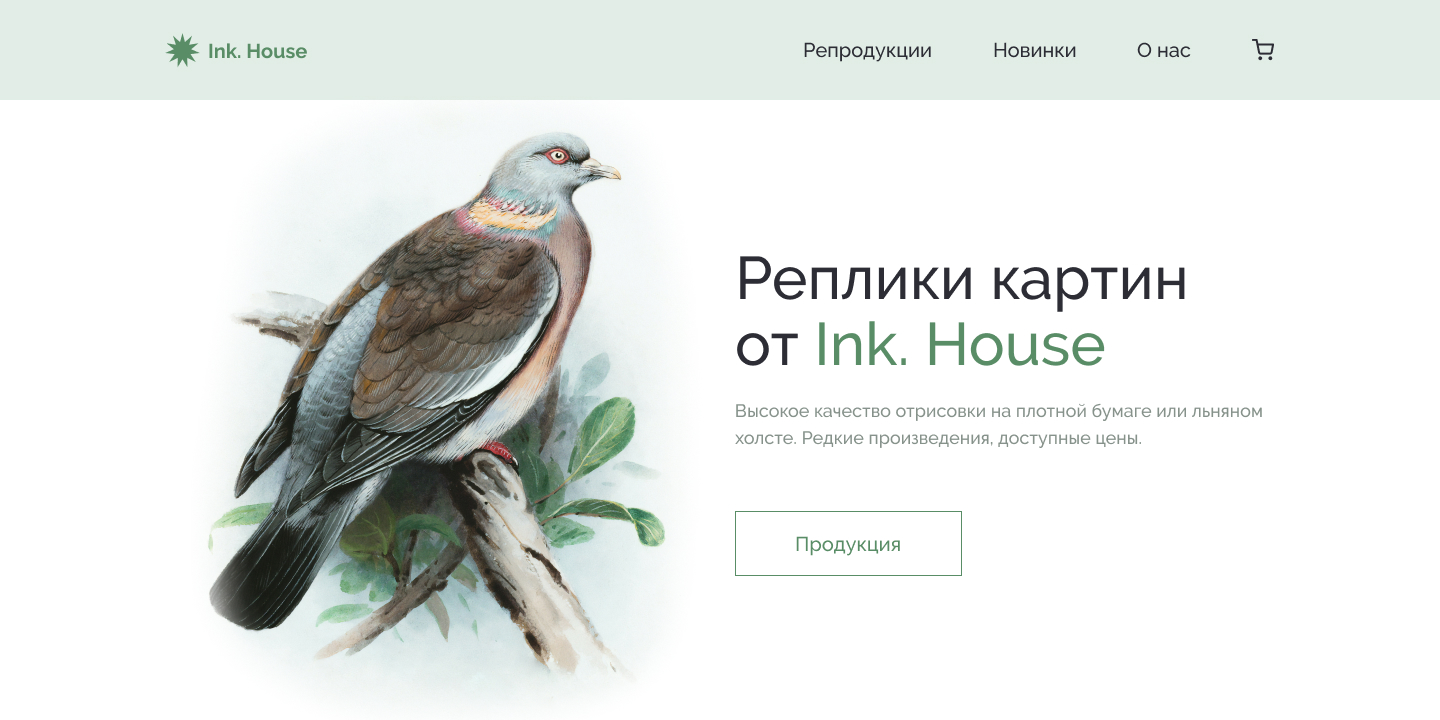 Ink. House
Репродукции
Новинки
О нас
Реплики картин
от Ink. House
Высокое качество отрисовки на плотной бумаге или льняном
холсте. Редкие произведения, доступные цены.
Продукция